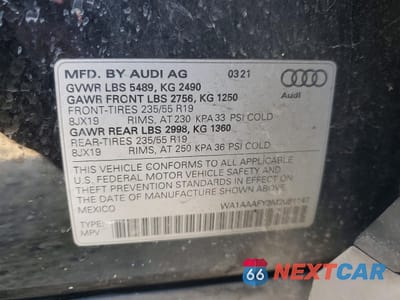 MFD. BY AUDI AG 03 21
GVWR LBS 5489, KG 2490
GAWR FRONT LBS 2756, KG 1250
FRONT-TIRES 235/55 R19
8JX19 RIMS, AT 230 KPA 33 PSI COLD
GAWR REAR LBS 2998, KG 1360
REAR-TIRES 235/55 R19
8JX19 RIMS, AT 250 KPA 36 PSI COLD
Audi
THIS VEHICLE CONFORMS TO ALL APPLICABLE
U.S. FEDERAL MOTOR VEHICLE SAFETY AND
THEFT PREVENTION STANDARDS IN EFFECT ON
THE DATE OF MANUFACTURE SHOWN ABOVE.
MEXICO
TYPE:
MPV
66 NEXTCAR